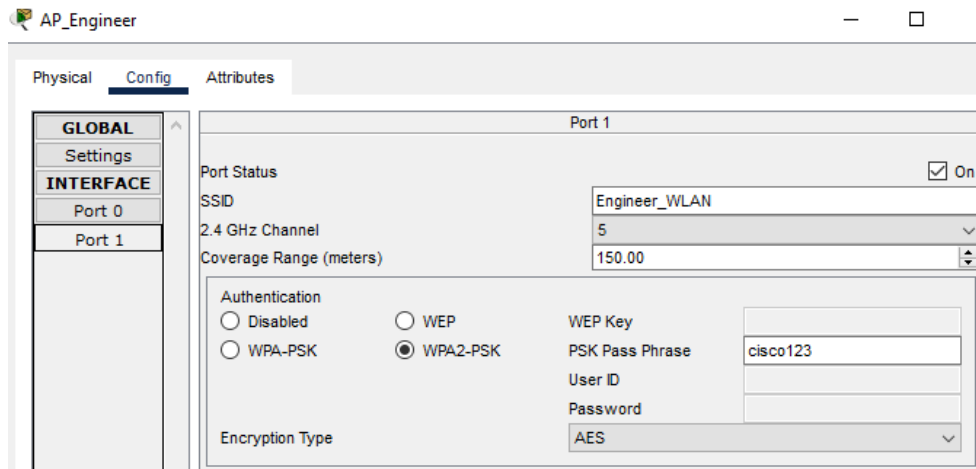 AP_Engineer
Physical Config Attributes
GLOBAL
Settings
INTERFACE
Port 0
Port 1
Port 1
Port Status On
SSID Engineer_WLAN
2.4 GHz Channel 5
Coverage Range (meters) 150.00
Authentication
Disabled WEP WEP Key
WPA-PSK WPA2-PSK PSK Pass Phrase cisco123
User ID
Password
Encryption Type AES